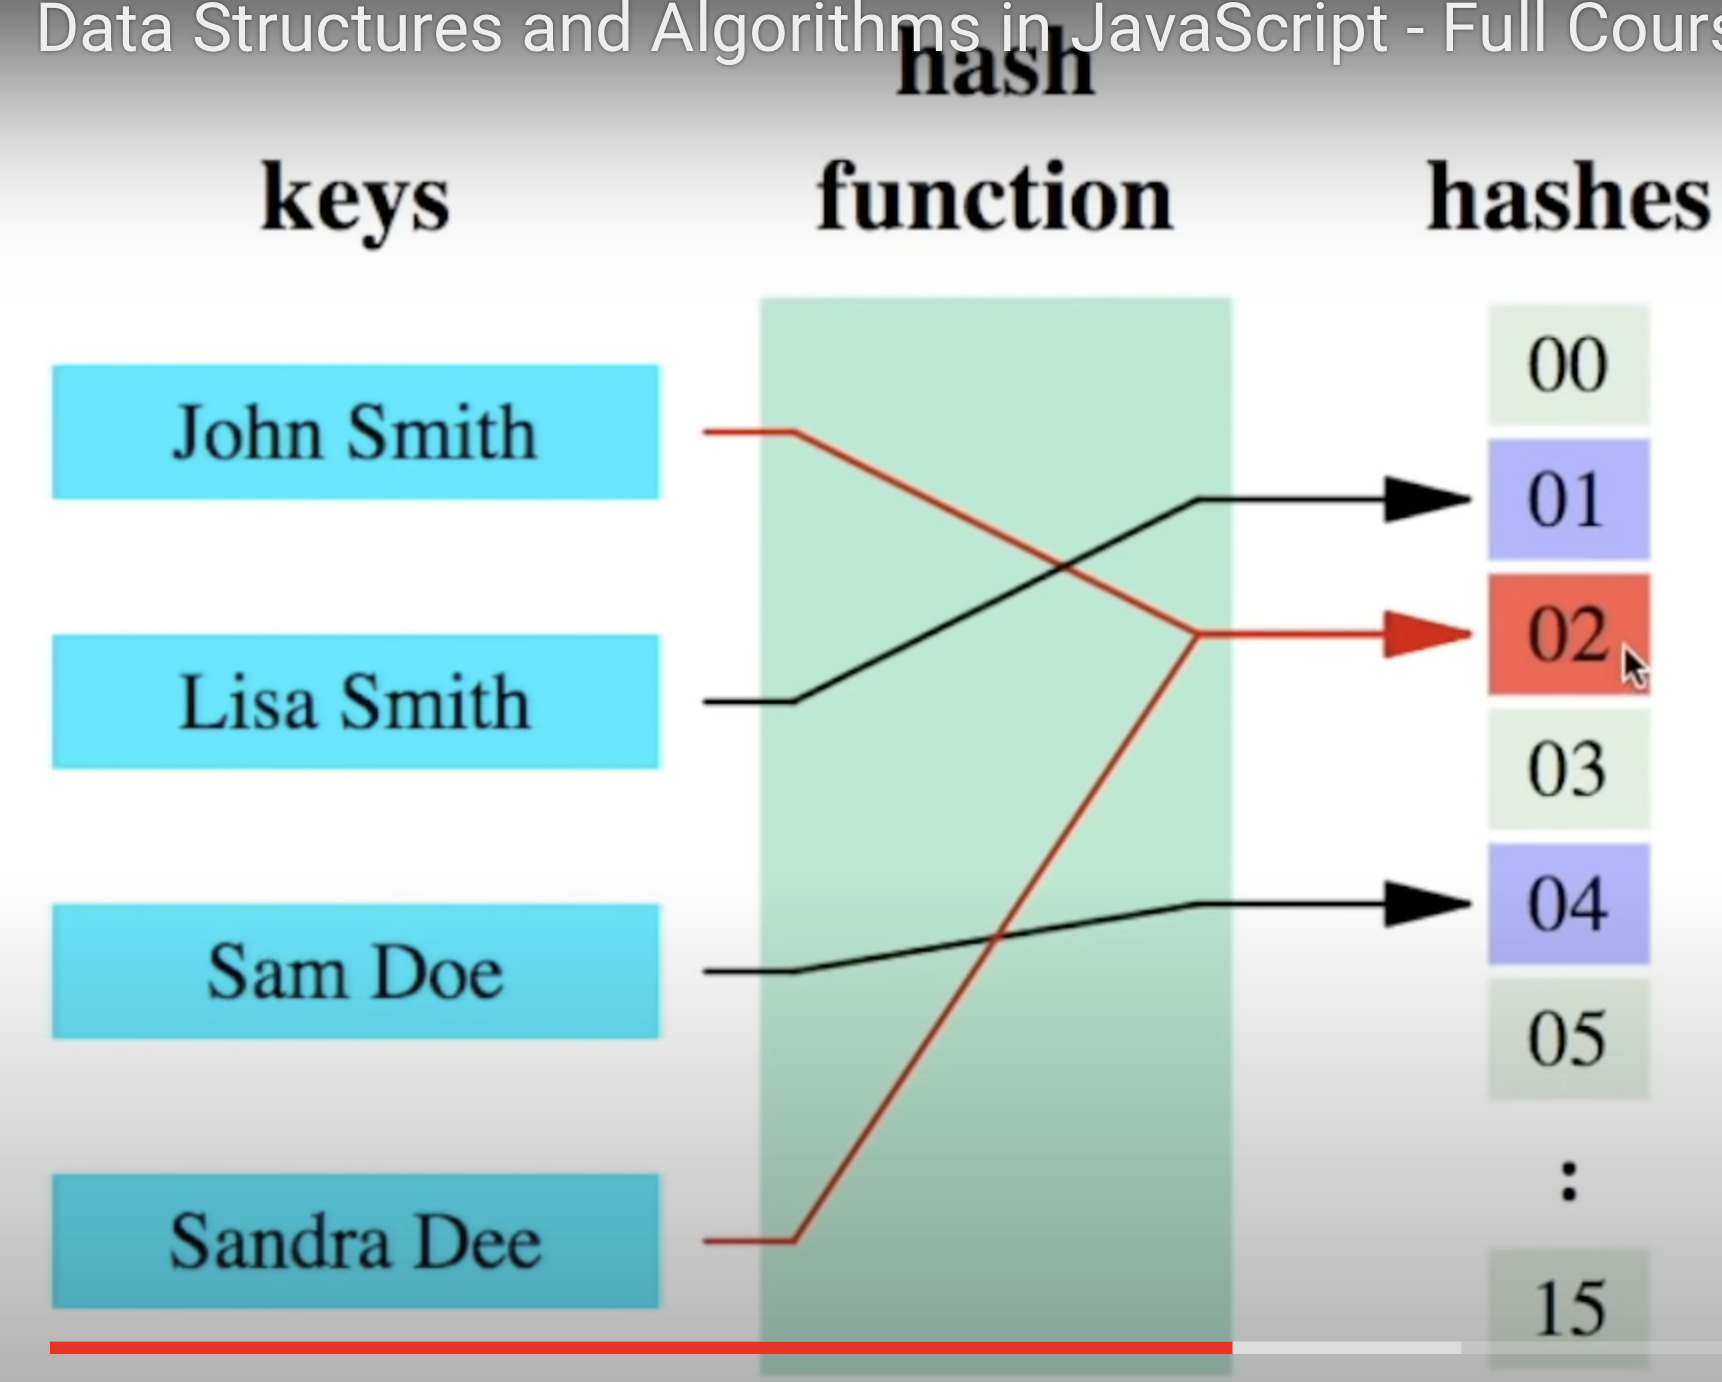 Data Structures and Algorithms in JavaScript - Full
hash
keys function hashes
John Smith
Lisa Smith
Sam Doe
Sandra Dee
00
01
02
03
04
05
:
15